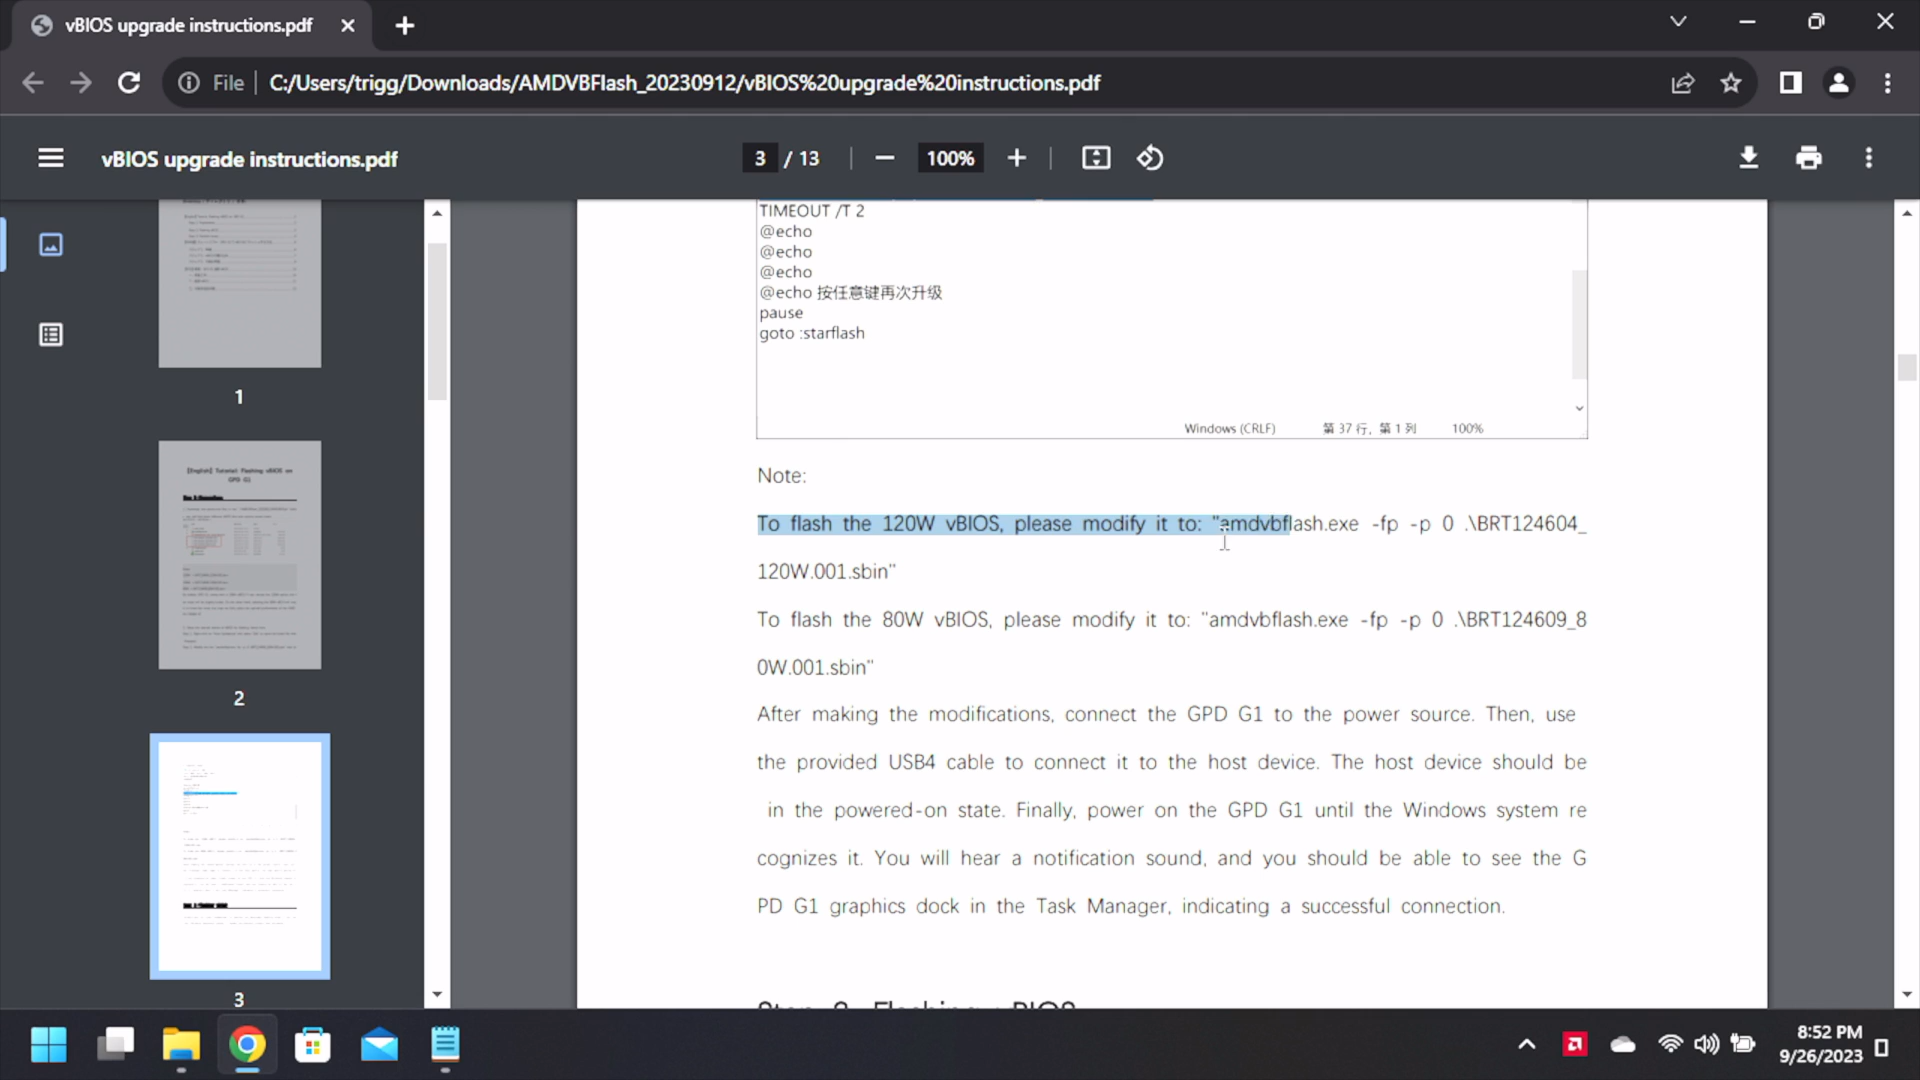 vBIOS upgrade instructions.pdf
File
C:/Users/trigg/Downloads/AMDVBFlash_20230912/vBIOS%20upgrade%20instructions.pdf
vBIOS upgrade instructions.pdf
3 / 13
100%
TIMEOUT /T 2
@echo
@echo
@echo
@echo 按任意键再次升级
pause
goto :starflash
Windows (CRLF) 第 37 行，第 1 列 100%
Note:
To flash the 120W vBIOS, please modify it to: "amdvbflash.exe -fp -p 0 .\BRT124604_
120W.001.sbin"
To flash the 80W vBIOS, please modify it to: "amdvbflash.exe -fp -p 0 .\BRT124609_8
0W.001.sbin"
After making the modifications, connect the GPD G1 to the power source. Then, use
the provided USB4 cable to connect it to the host device. The host device should be
in the powered-on state. Finally, power on the GPD G1 until the Windows system re
cognizes it. You will hear a notification sound, and you should be able to see the G
PD G1 graphics dock in the Task Manager, indicating a successful connection.
1
[English] Tutorial: Flashing vBIOS on
GPD G1
2
3
8:52 PM
9/26/2023